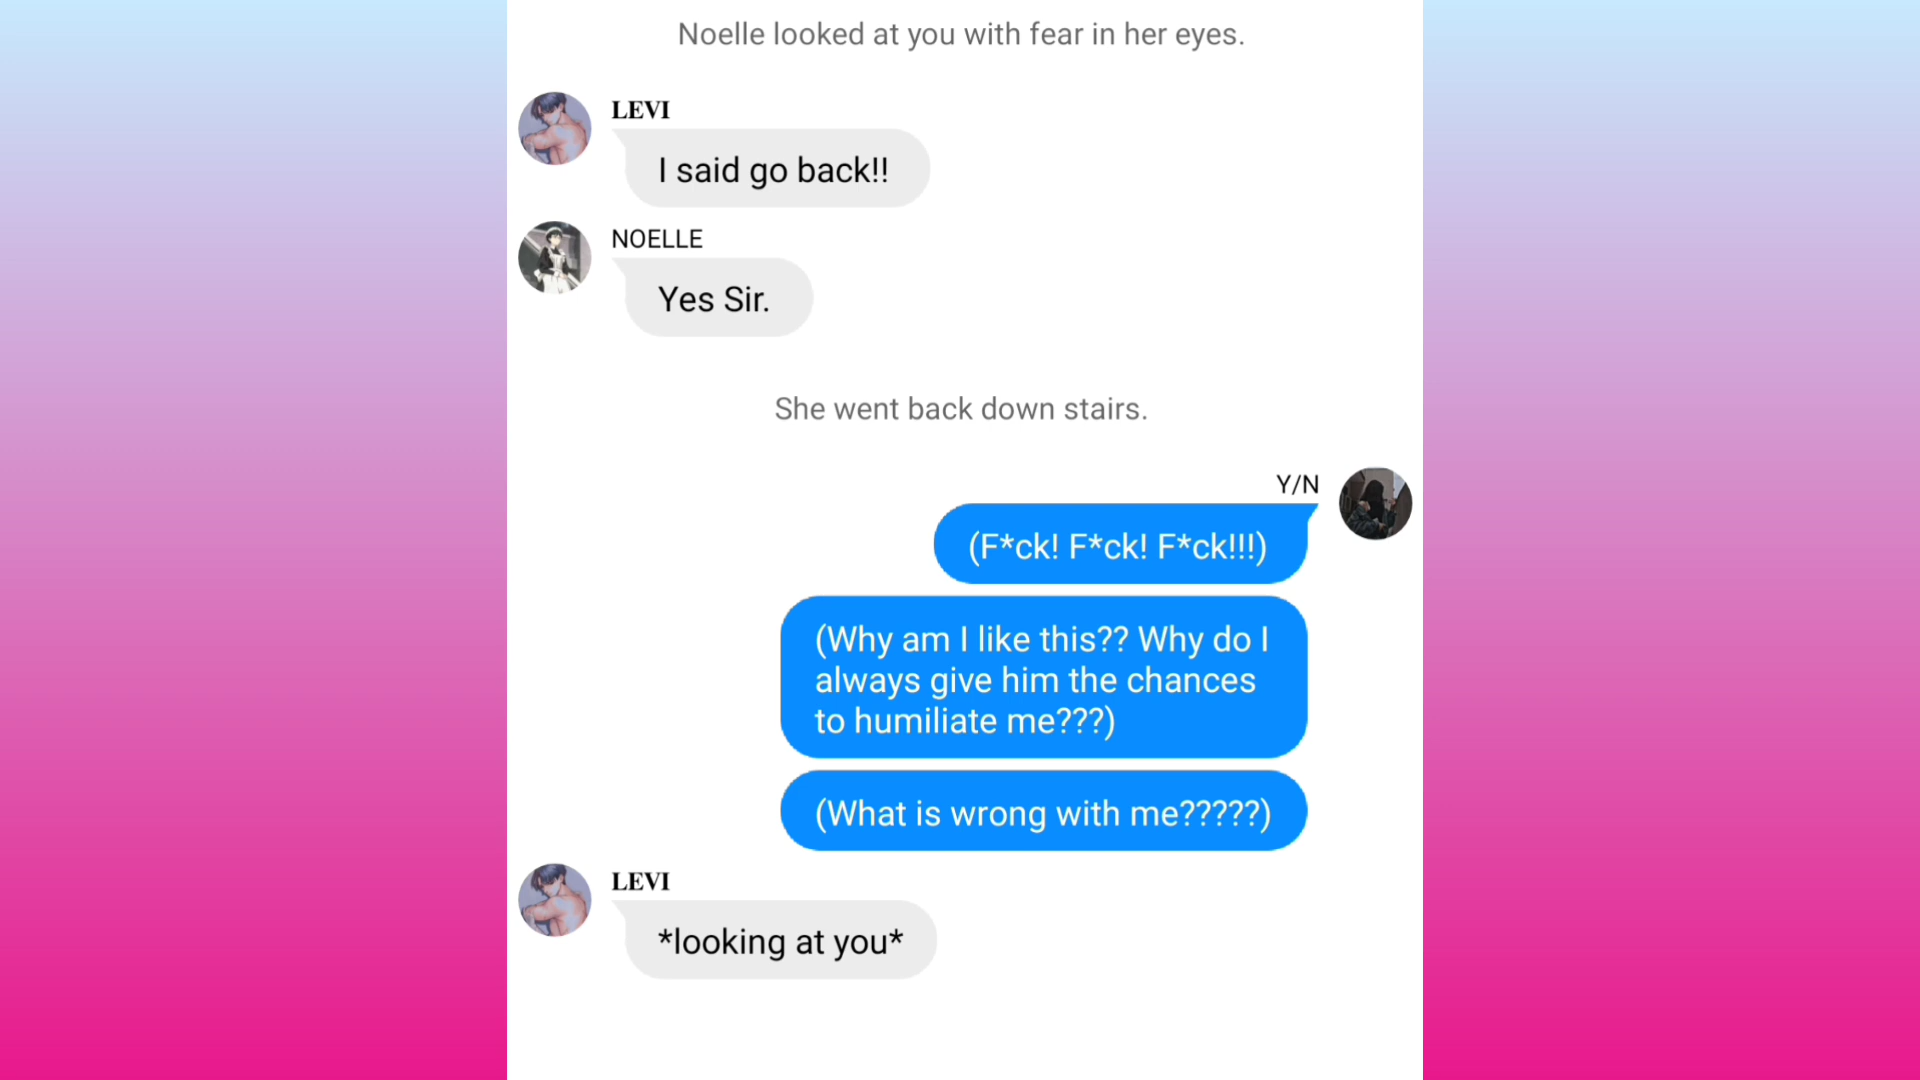 Noelle looked at you with fear in her eyes.
LEVI
I said go back!!
NOELLE
Yes Sir.
She went back down stairs.
Y/N
(F*ck! F*ck! F*ck!!!)
(Why am I like this?? Why do I
always give him the chances
to humiliate me???)
(What is wrong with me?????)
LEVI
*looking at you*